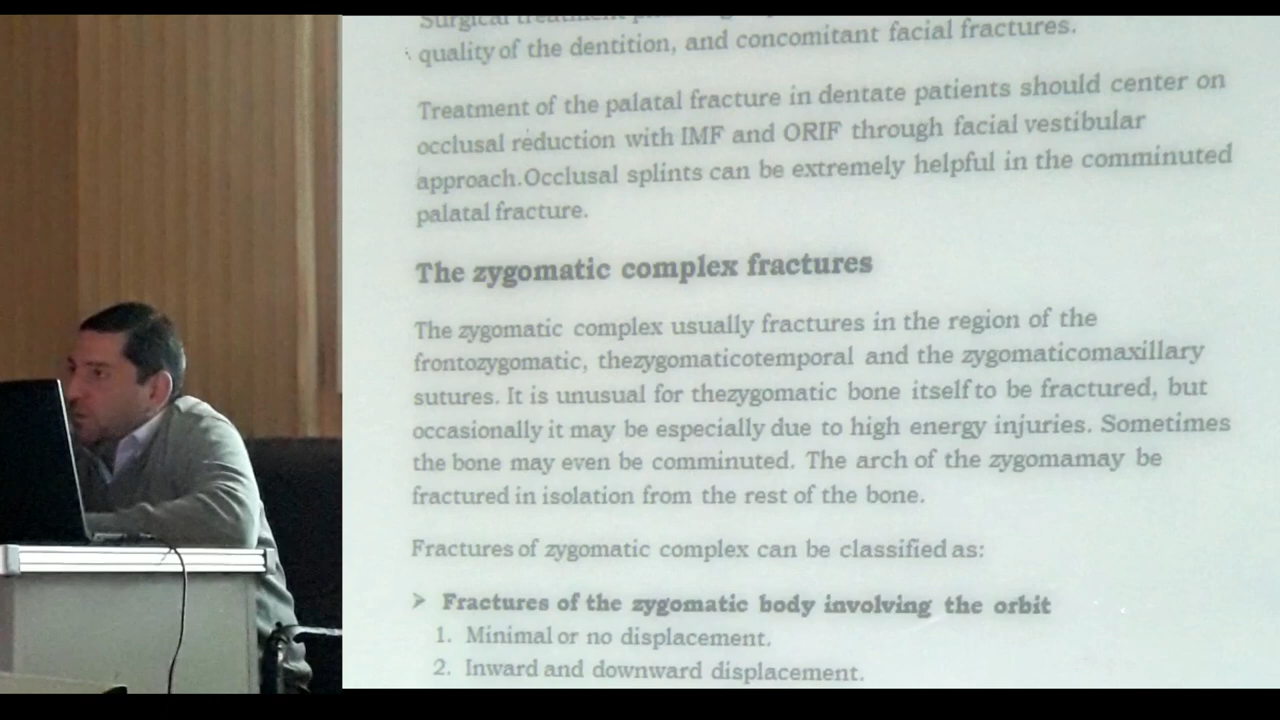 Surgical treatment
quality of the dentition, and concomitant facial fractures.
Treatment of the palatal fracture in dentate patients should center on
occlusal reduction with IMF and ORIF through facial vestibular
approach.Occlusal splints can be extremely helpful in the comminuted
palatal fracture.
The zygomatic complex fractures
The zygomatic complex usually fractures in the region of the
frontozygomatic, thezygomaticotemporal and the zygomaticomaxillary
sutures. It is unusual for thezygomatic bone itself to be fractured, but
occasionally it may be especially due to high energy injuries. Sometimes
the bone may even be comminuted. The arch of the zygomamay be
fractured in isolation from the rest of the bone.
Fractures of zygomatic complex can be classified as:
➢ Fractures of the zygomatic body involving the orbit
1. Minimal or no displacement.
2. Inward and downward displacement.